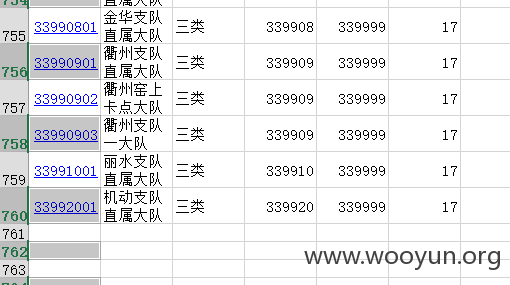 直属大队
755 33990801 金华支队 三类 339908 339999 17
直属大队
756 33990901 衢州支队 三类 339909 339999 17
直属大队
757 33990902 衢州窑上 三类 339909 339999 17
卡点大队
758 33990903 衢州支队 三类 339909 339999 17
一大队
759 33991001 丽水支队 三类 339910 339999 17
直属大队
760 33992001 机动支队 三类 339920 339999 17
直属大队
761
762
763
www.wooyun.org